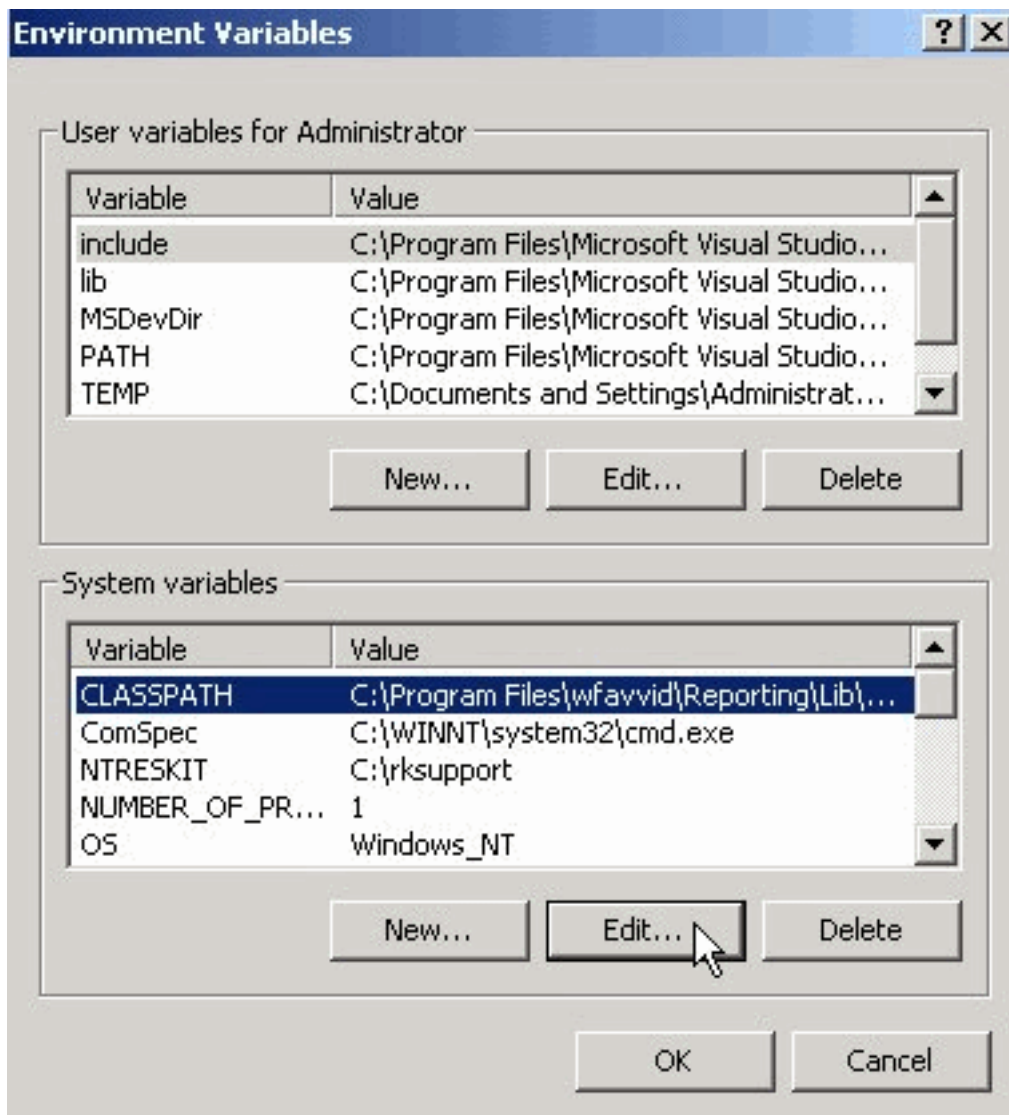 Environment Variables
User variables for Administrator
Variable Value
include C:\Program Files\Microsoft Visual Studio...
lib C:\Program Files\Microsoft Visual Studio...
MSDevDir C:\Program Files\Microsoft Visual Studio...
PATH C:\Program Files\Microsoft Visual Studio...
TEMP C:\Documents and Settings\Administrat...
New... Edit... Delete
System variables
Variable Value
CLASSPATH C:\Program Files\wfavvid\Reporting\Lib\...
ComSpec C:\WINNT\system32\cmd.exe
NTRESKIT C:\rksupport
NUMBER_OF_PR... 1
OS Windows_NT
New... Edit... Delete
OK Cancel